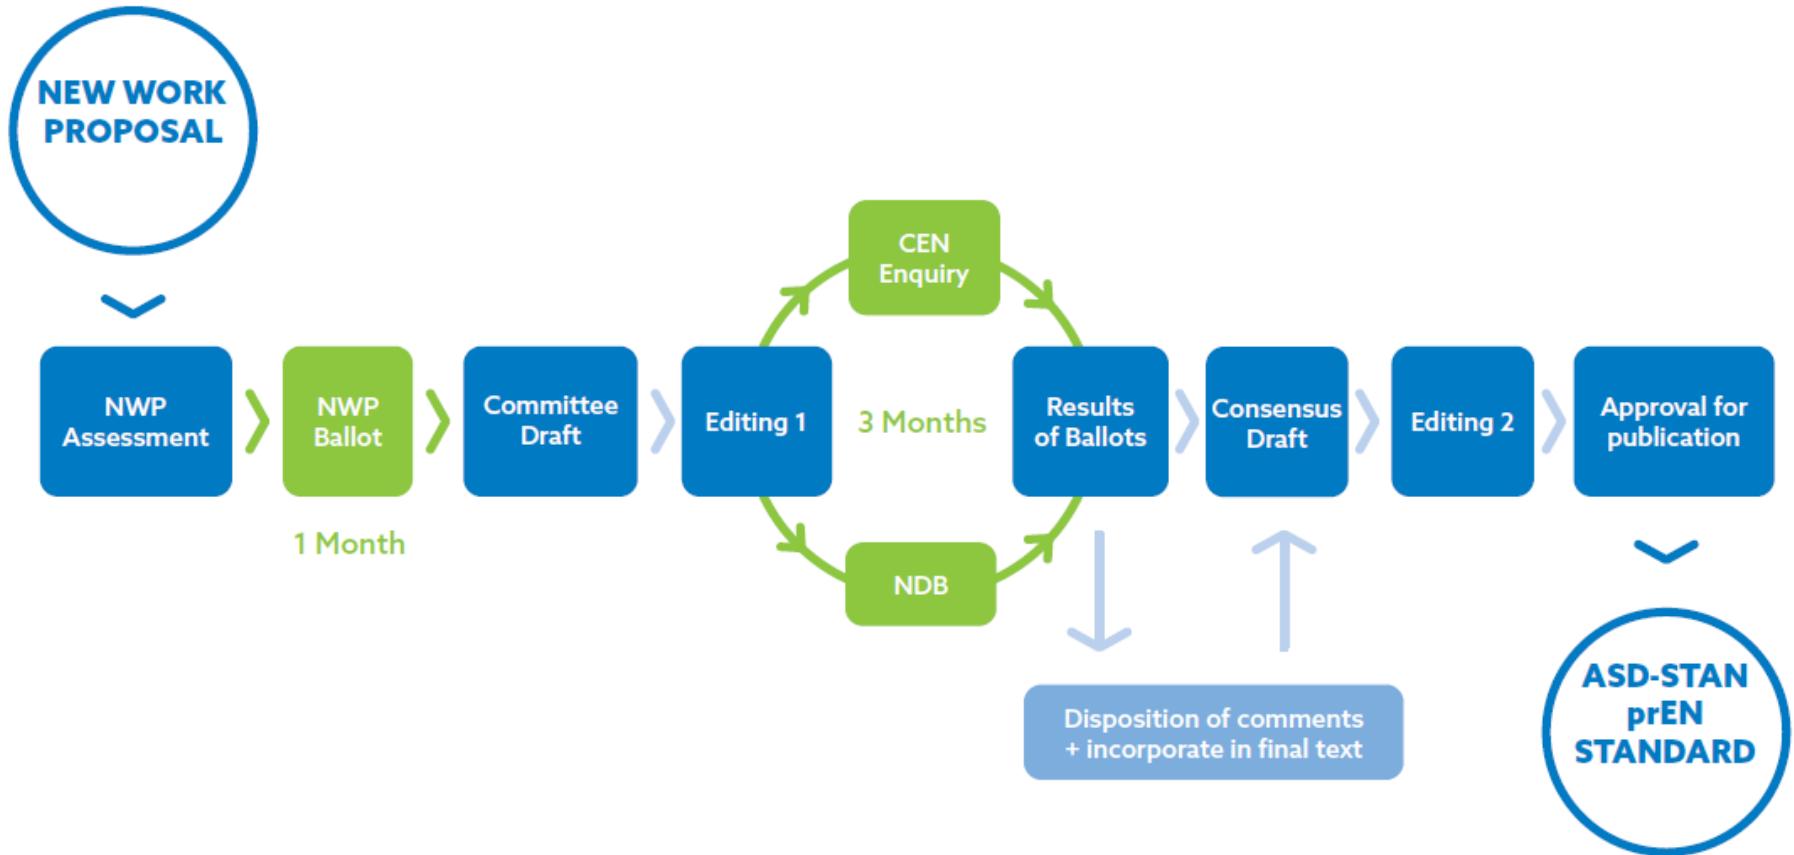 NEW WORK
PROPOSAL
NWP
Assessment
NWP
Ballot
1 Month
Committee
Draft
Editing 1
CEN
Enquiry
3 Months
NDB
Results
of Ballots
Disposition of comments
+ incorporate in final text
Consensus
Draft
Editing 2
Approval for
publication
ASD-STAN
prEN
STANDARD